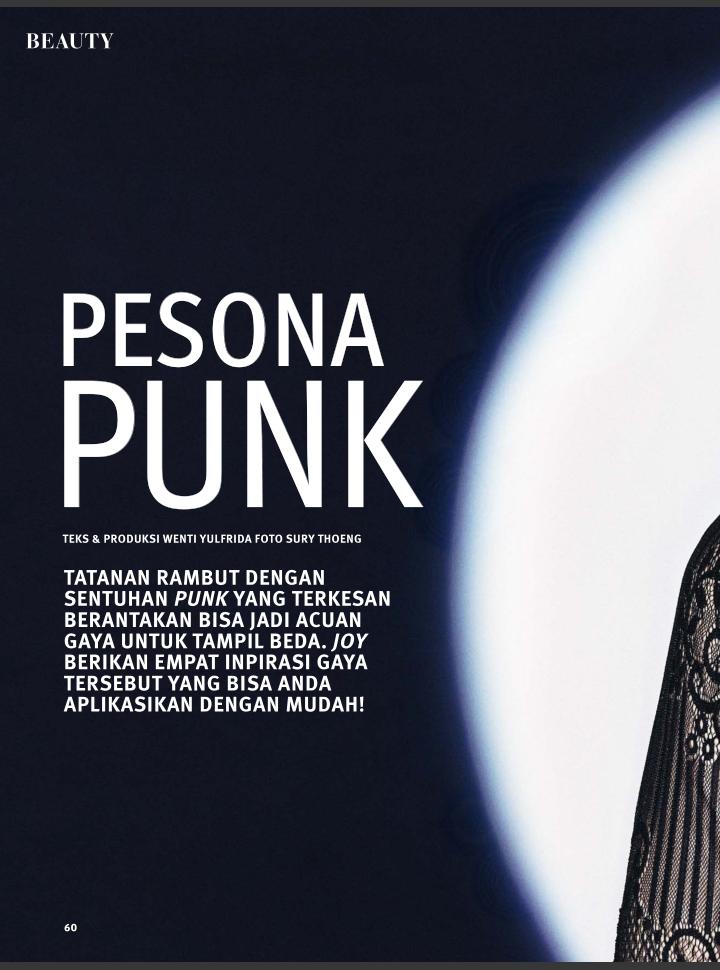 BEAUTY
PESONA
PUNK
TEKS & PRODUKSI WENTI YULFRIDA FOTO SURY THOENG
TATANAN RAMBUT DENGAN
SENTUHAN PUNK YANG TERKESAN
BERANTAKAN BISA JADI ACUAN
GAYA UNTUK TAMPIL BEDA. JOY
BERIKAN EMPAT INPIRASI GAYA
TERSEBUT YANG BISA ANDA
APLIKASIKAN DENGAN MUDAH!
60